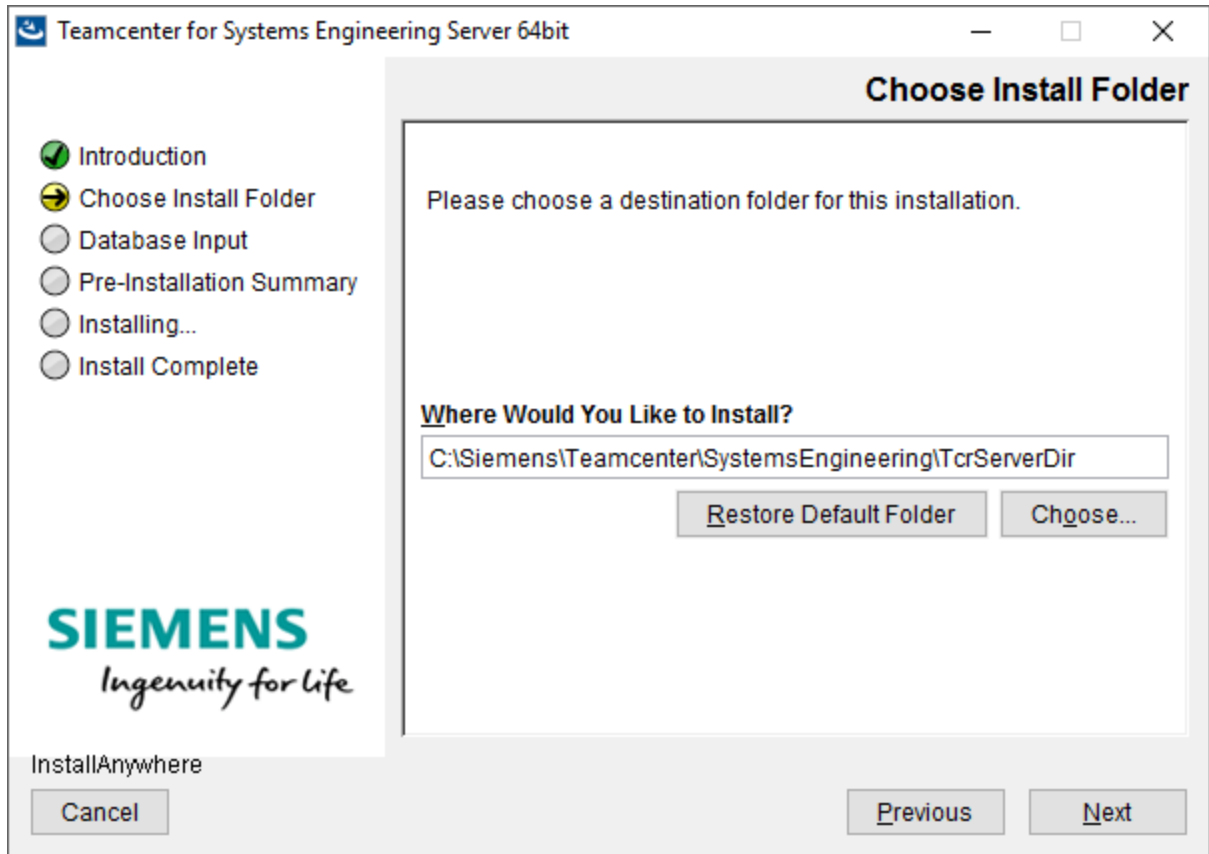 Teamcenter for Systems Engineering Server 64bit
Choose Install Folder
Introduction
Choose Install Folder
Database Input
Pre-Installation Summary
Installing...
Install Complete
Please choose a destination folder for this installation.
Where Would You Like to Install?
C:\Siemens\Teamcenter\SystemsEngineering\TcrServerDir
Restore Default Folder
Choose...
SIEMENS
Ingenuity for life
InstallAnywhere
Cancel
Previous
Next